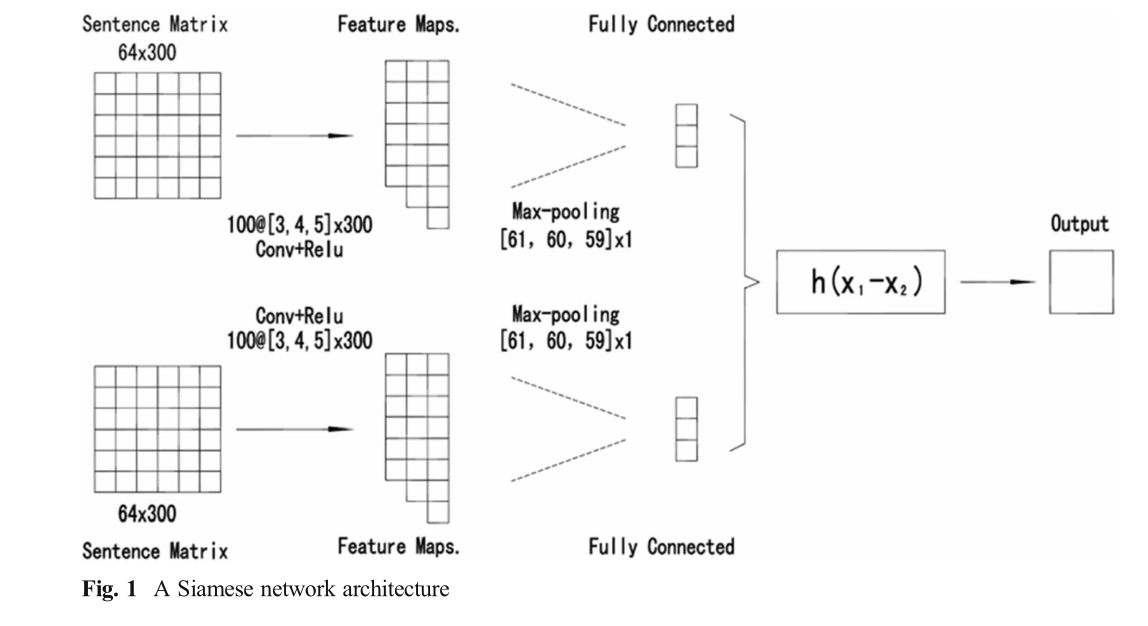 Sentence Matrix
64x300
Feature Maps.
Fully Connected
100@[3,4,5]x300
Conv+Relu
Max-pooling
[61, 60, 59]x1
Output
h(x₁-x₂)
Conv+Relu
100@[3,4,5]x300
Max-pooling
[61, 60, 59]x1
64x300
Sentence Matrix
Feature Maps.
Fully Connected
Fig. 1 A Siamese network architecture